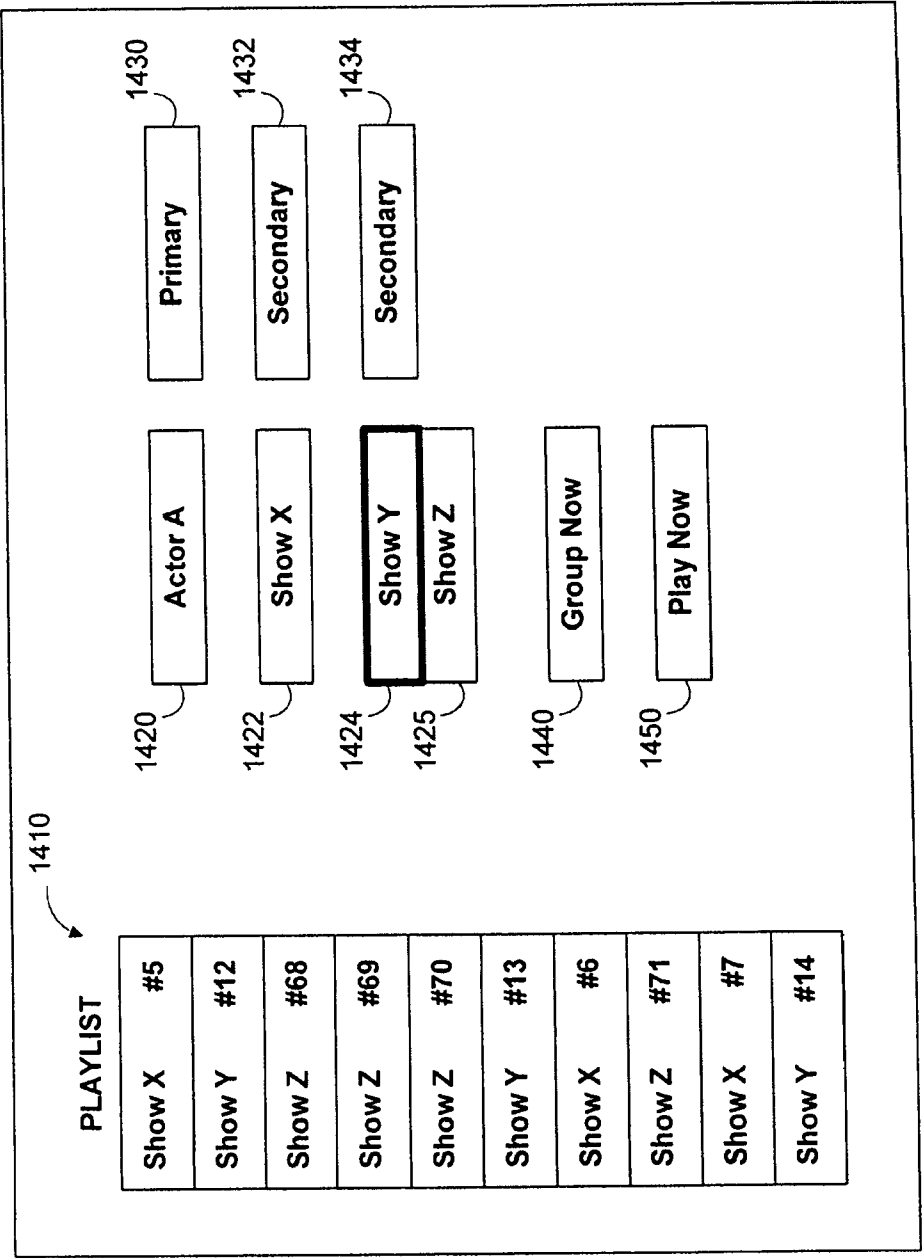 1410
PLAYLIST
Show X #5
Show Y #12
Show Z #68
Show Z #69
Show Z #70
Show Y #13
Show X #6
Show Z #71
Show X #7
Show Y #14
1420 Actor A Primary 1430
1422 Show X Secondary 1432
1424 Show Y Secondary 1434
1425 Show Z
1440 Group Now
1450 Play Now